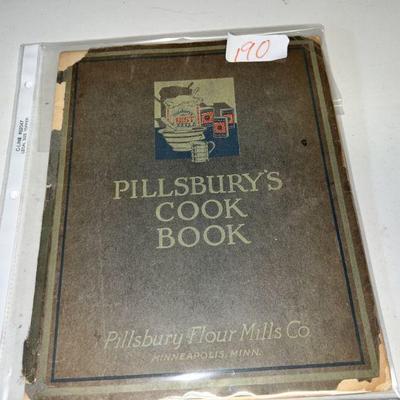 190
PILLSBURY'S
COOK
BOOK
Pillsbury Flour Mills Co.
MINNEAPOLIS, MINN.